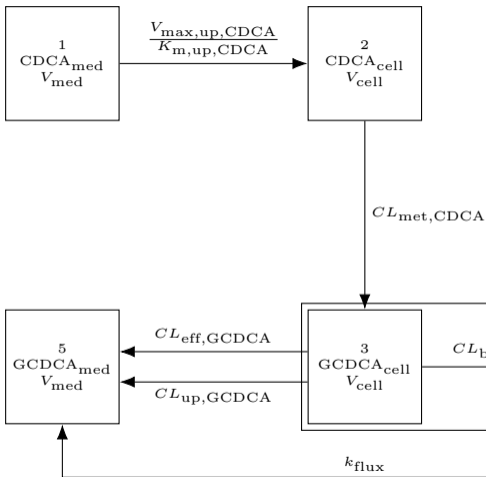 1
CDCA_med
V_med
V_max,up,CDCA
K_m,up,CDCA
2
CDCA_cell
V_cell
CL_met,CDCA
5
GCDCA_med
V_med
CL_eff,GCDCA
CL_up,GCDCA
3
GCDCA_cell
V_cell
CL_b
k_flux